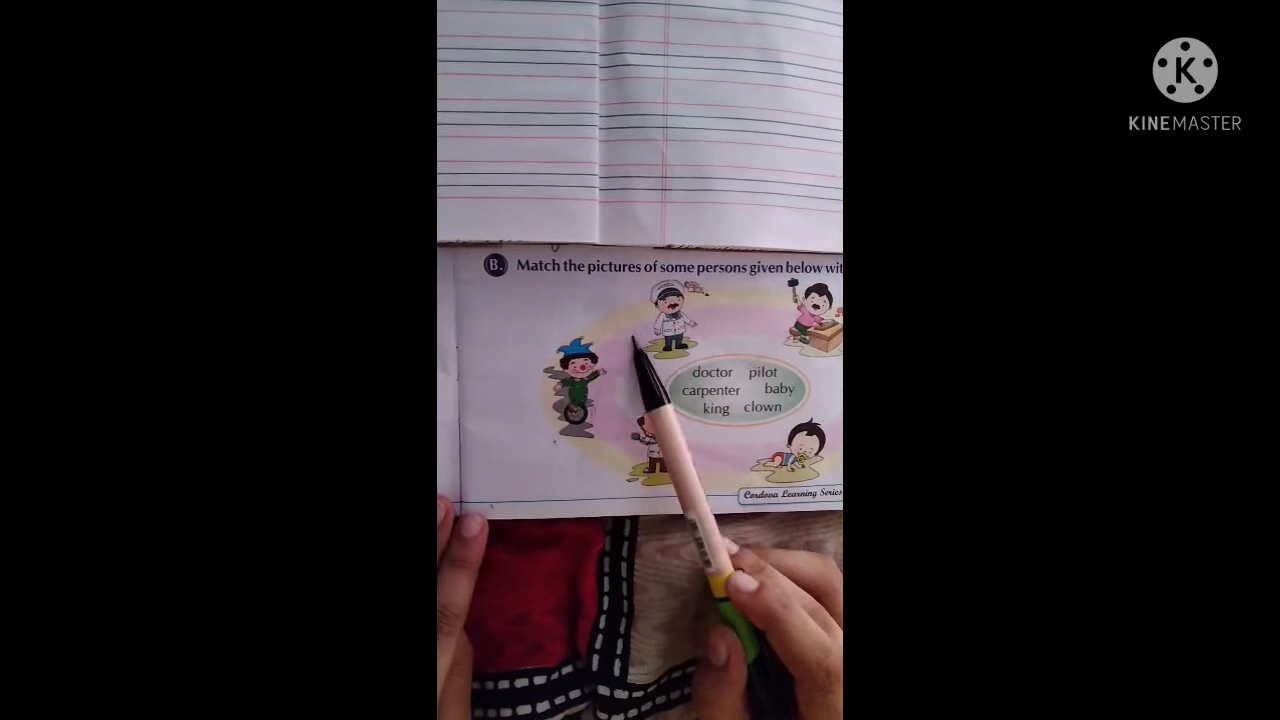 KINEMASTER
B. Match the pictures of some persons given below wit
doctor pilot
carpenter baby
king clown
Cordova Learning Series